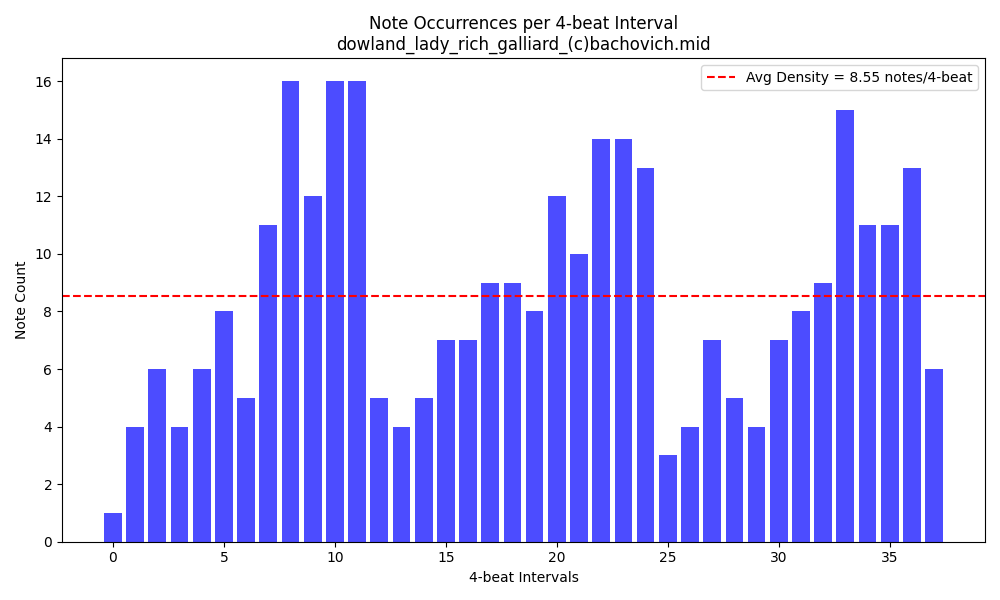 Note Occurrences per 4-beat Interval
dowland_lady_rich_galliard_(c)bachovich.mid
Avg Density = 8.55 notes/4-beat
Note Count
16
14
12
10
8
6
4
2
0
0 5 10 15 20 25 30 35
4-beat Intervals